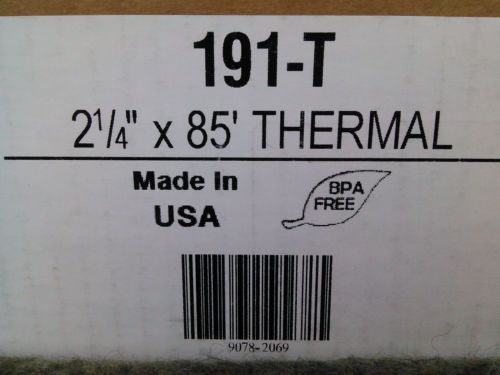 191-T
2¼" x 85' THERMAL
Made In
USA
BPA
FREE
9078-2069